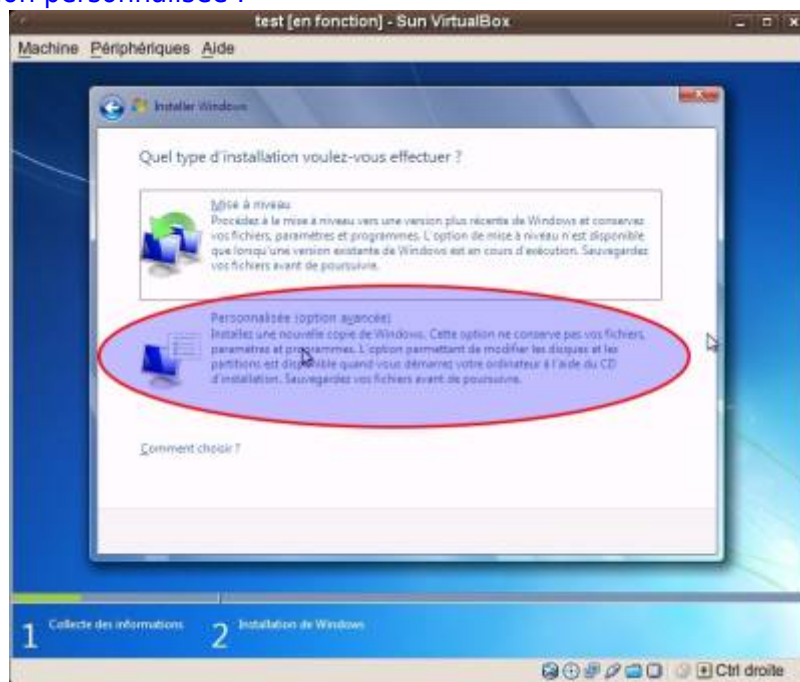 on personnalisée :
test [en fonction] - Sun VirtualBox
Machine Périphériques Aide
Installer Windows
Quel type d'installation voulez-vous effectuer ?
Mise à niveau
Procédez à la mise à niveau vers une version plus récente de Windows et conservez
vos fichiers, paramètres et programmes. L'option de mise à niveau n'est disponible
que lorsqu'une version existante de Windows est en cours d'exécution. Sauvegardez
vos fichiers avant de poursuivre.
Personnalisée (option avancée)
Installez une nouvelle copie de Windows. Cette option ne conserve pas vos fichiers,
paramètres et programmes. L'option permettant de modifier les disques et les
partitions est disponible quand vous démarrez votre ordinateur à l'aide du CD
d'installation. Sauvegardez vos fichiers avant de poursuivre.
Comment choisir ?
1 Collecte des informations 2 Installation de Windows
Ctrl droite